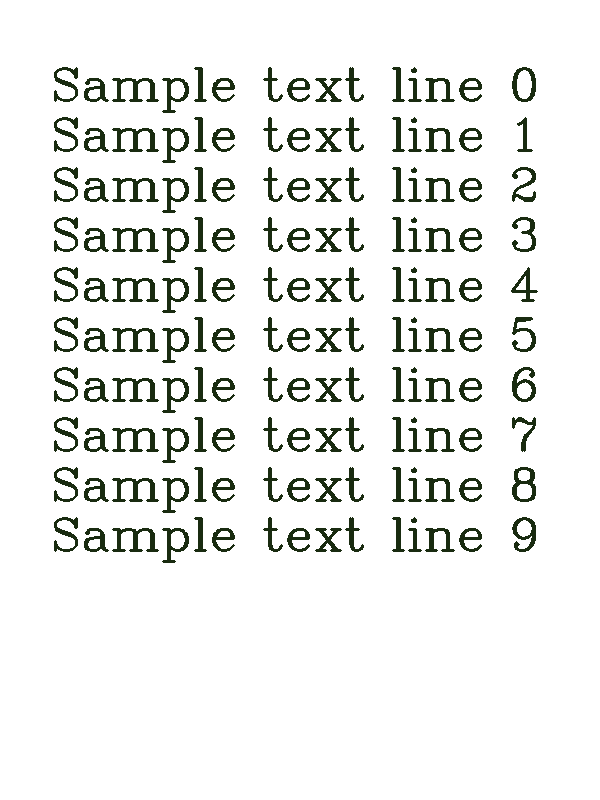 Sample text line 0
Sample text line 1
Sample text line 2
Sample text line 3
Sample text line 4
Sample text line 5
Sample text line 6
Sample text line 7
Sample text line 8
Sample text line 9